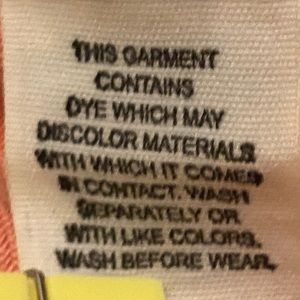 THIS GARMENT
CONTAINS
DYE WHICH MAY
DISCOLOR MATERIALS
WITH WHICH IT COMES
IN CONTACT. WASH
SEPARATELY OR
WITH LIKE COLORS.
WASH BEFORE WEAR.